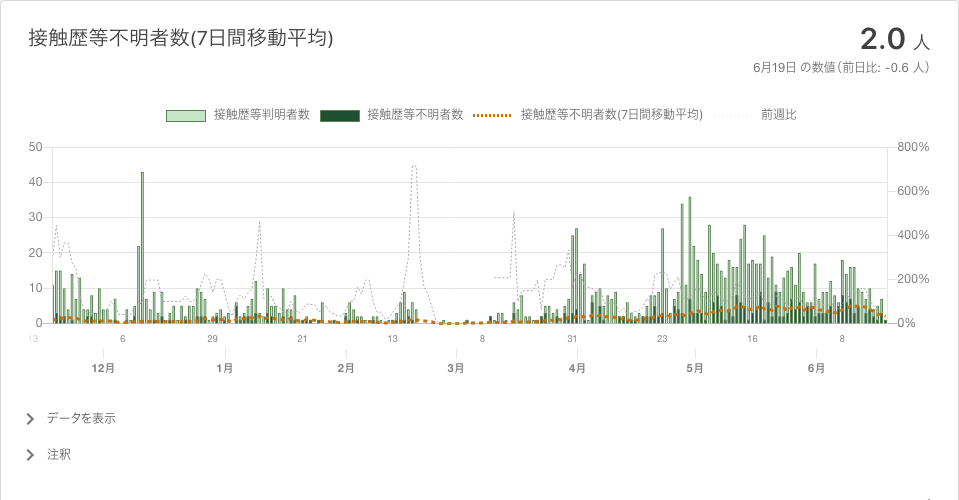 接触歴等不明者数(7日間移動平均)
2.0 人
6月19日 の数値(前日比: -0.6 人)
接触歴等判明者数 接触歴等不明者数 接触歴等不明者数(7日間移動平均) 前週比
50 800%
40 600%
30 400%
20 200%
10
0 0%
13 6 29 21 13 8 31 23 16 8
12月 1月 2月 3月 4月 5月 6月
データを表示
注釈